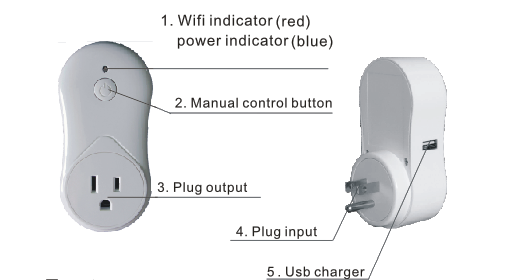 1. Wifi indicator (red)
power indicator (blue)
2. Manual control button
3. Plug output
4. Plug input
5. Usb charger